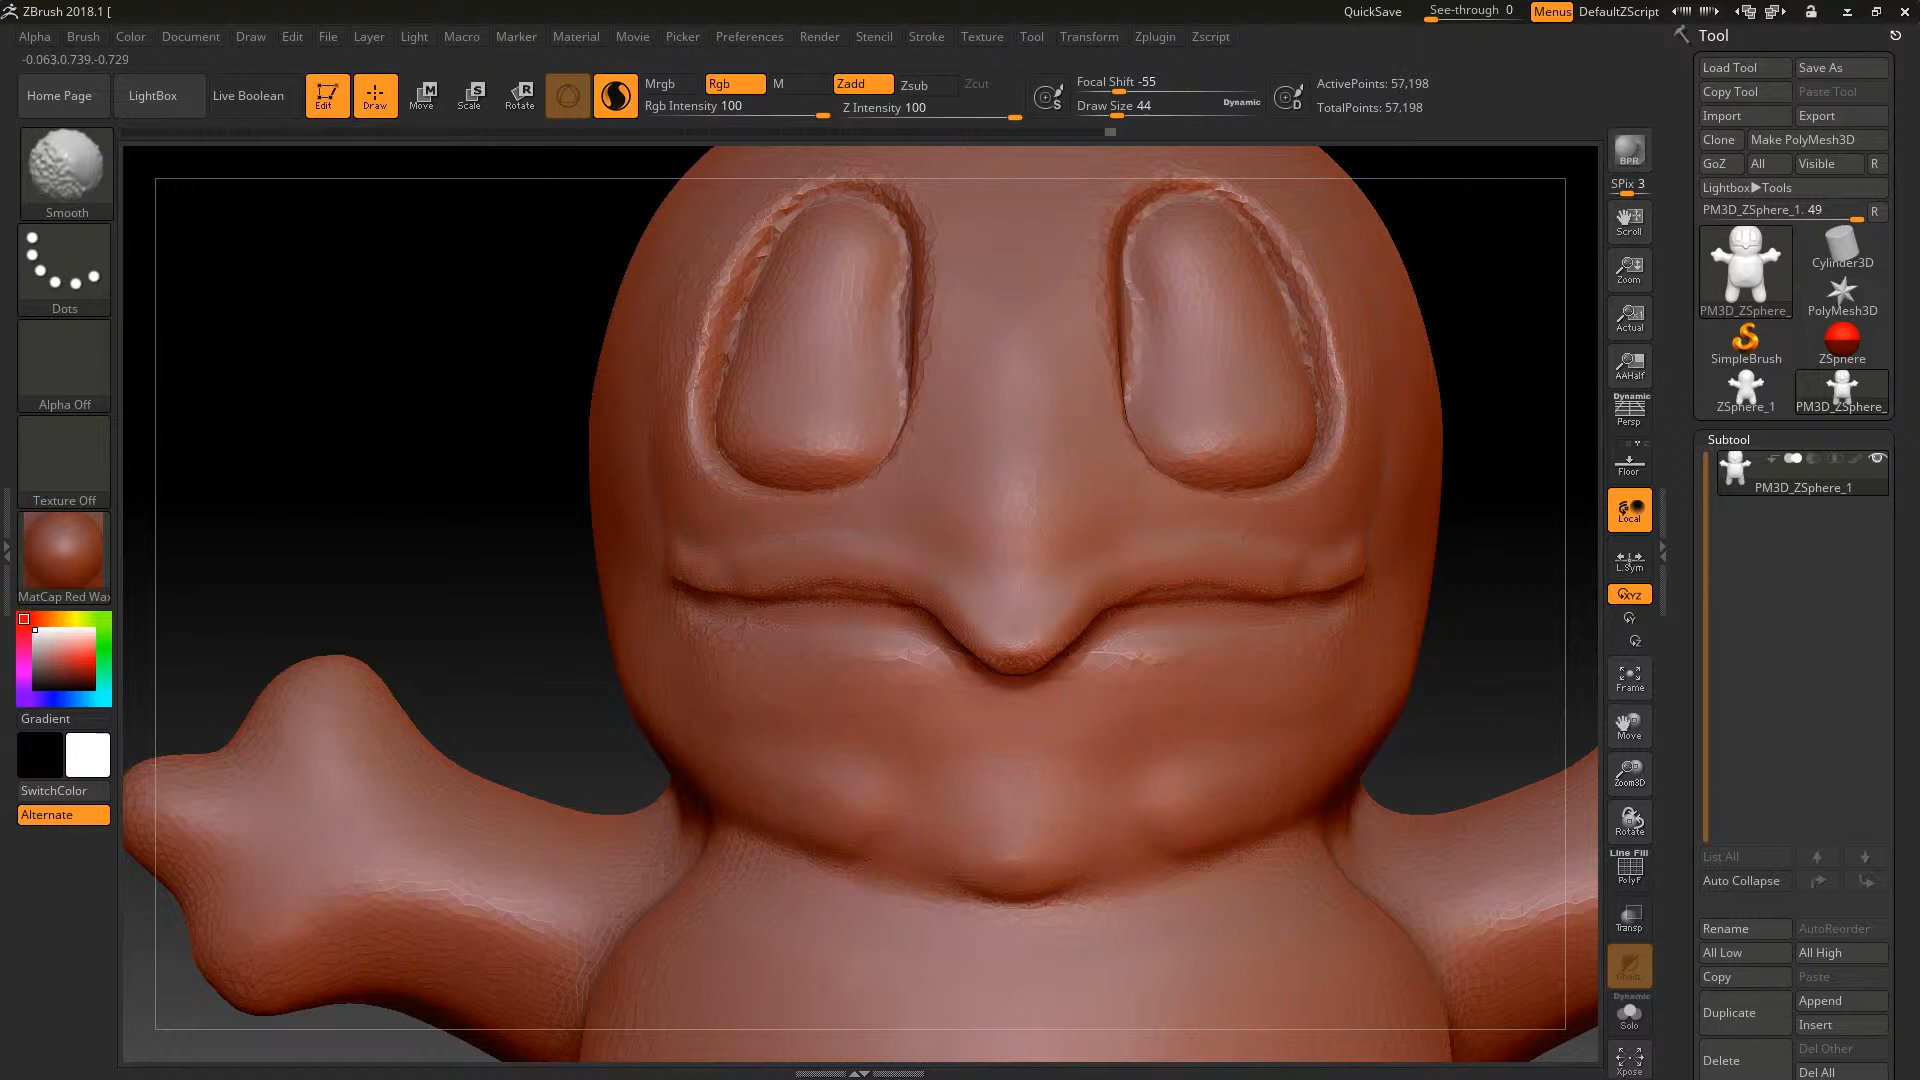 ZBrush 2018.1 [
QuickSave
See-through 0
Menus
DefaultZScript
Alpha Brush Color Document Draw Edit File Layer Light Macro Marker Material Movie Picker Preferences Render Stencil Stroke Texture Tool Transform Zplugin Zscript
-0.063,0.739,-0.729
Home Page
LightBox
Live Boolean
Edit
Draw
Move
Scale
Rotate
Mrgb
Rgb
M
Zadd
Zsub
Zcut
Rgb Intensity 100
Z Intensity 100
Focal Shift -55
Draw Size 44
Dynamic
ActivePoints: 57,198
TotalPoints: 57,198
Smooth
Dots
Alpha Off
Texture Off
MatCap Red Wax
Gradient
SwitchColor
Alternate
BPR
SPix 3
Scroll
Zoom
Actual
AAHalf
Dynamic
Persp
Floor
Local
L.Sym
XYZ
Frame
Move
Zoom3D
Rotate
Line Fill
PolyF
Transp
Ghost
Dynamic
Solo
Xpose
Tool
Load Tool
Save As
Copy Tool
Paste Tool
Import
Export
Clone
Make PolyMesh3D
GoZ
All
Visible
R
Lightbox▶Tools
PM3D_ZSphere_1. 49
R
PM3D_ZSphere_
Cylinder3D
PolyMesh3D
SimpleBrush
ZSphere
ZSphere_1
PM3D_ZSphere_
Subtool
PM3D_ZSphere_1
List All
Auto Collapse
Rename
AutoReorder
All Low
All High
Copy
Paste
Duplicate
Append
Insert
Delete
Del Other
Del All